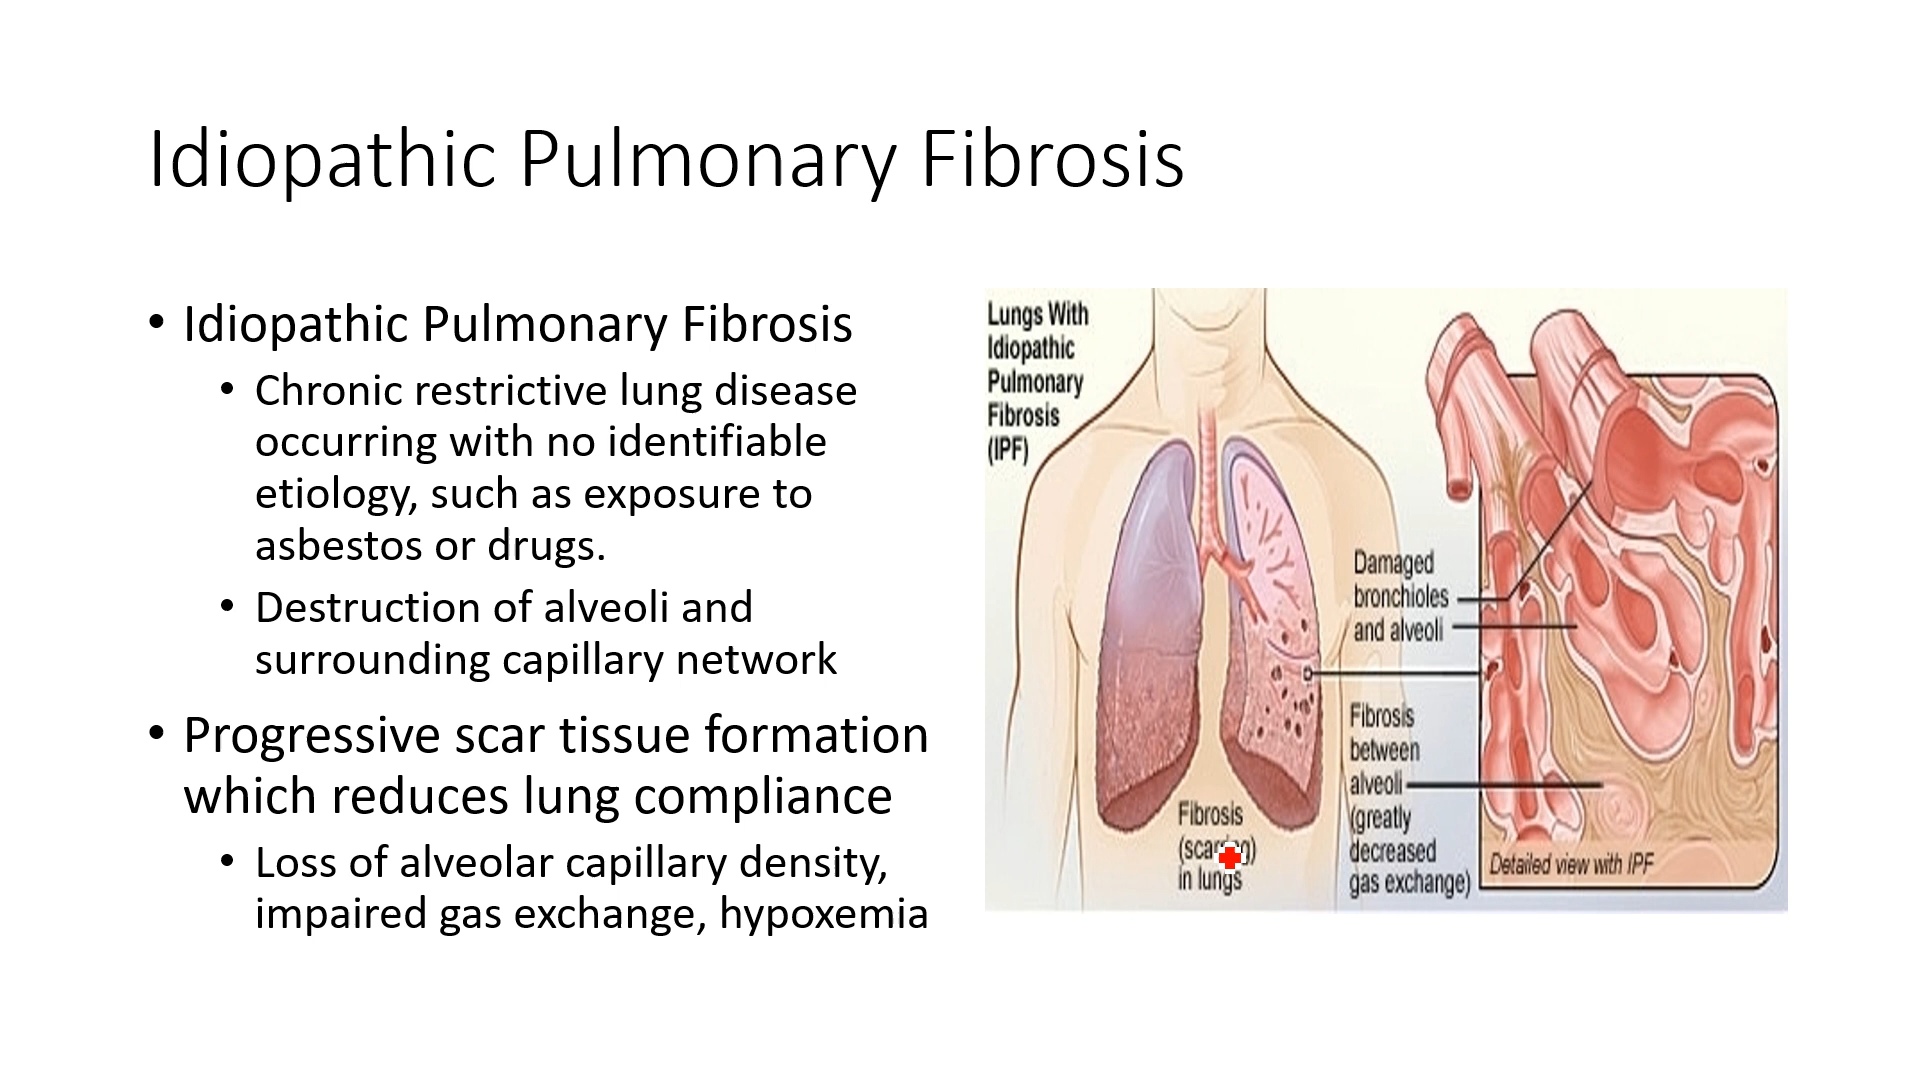 Idiopathic Pulmonary Fibrosis
• Idiopathic Pulmonary Fibrosis
• Chronic restrictive lung disease
occurring with no identifiable
etiology, such as exposure to
asbestos or drugs.
• Destruction of alveoli and
surrounding capillary network
• Progressive scar tissue formation
which reduces lung compliance
• Loss of alveolar capillary density,
impaired gas exchange, hypoxemia
Lungs With
Idiopathic
Pulmonary
Fibrosis
(IPF)
Damaged
bronchioles
and alveoli
Fibrosis
between
alveoli
(greatly
decreased
gas exchange)
Fibrosis
(scarring)
in lungs
Detailed view with IPF